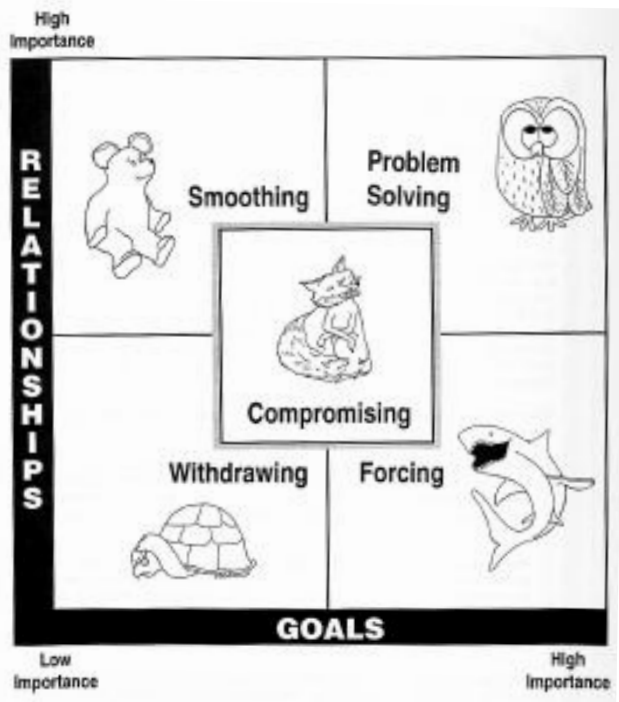 High
Importance
RELATIONSHIPS
Smoothing
Problem
Solving
Compromising
Withdrawing
Forcing
GOALS
Low
Importance
High
Importance